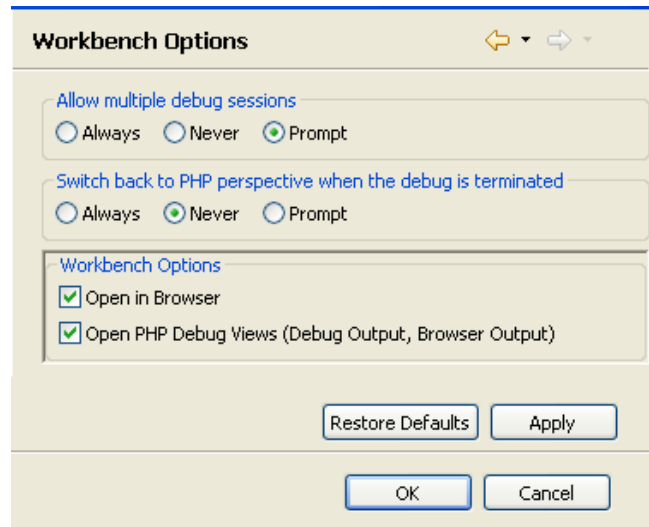 Workbench Options
Allow multiple debug sessions
Always Never Prompt
Switch back to PHP perspective when the debug is terminated
Always Never Prompt
Workbench Options
Open in Browser
Open PHP Debug Views (Debug Output, Browser Output)
Restore Defaults Apply
OK Cancel